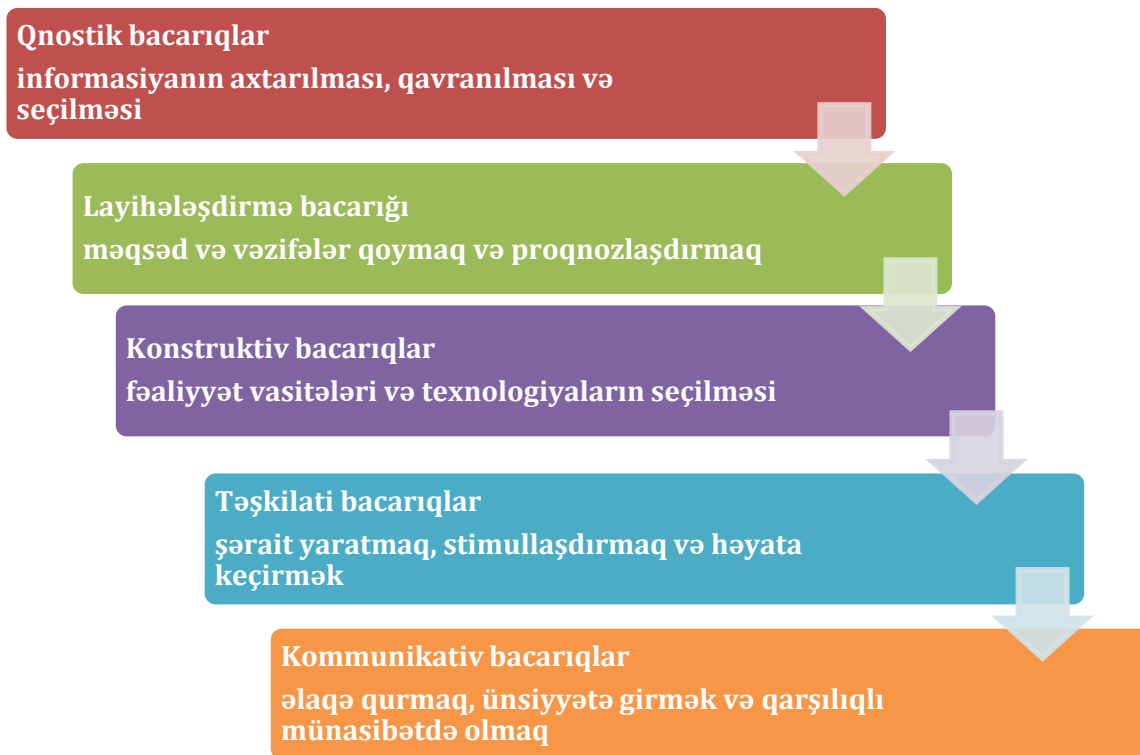 Qnostik bacarıqlar
informasiyanın axtarılması, qavranılması və
seçilməsi
Layihələşdirmə bacarığı
məqsəd və vəzifələr qoymaq və proqnozlaşdırmaq
Konstruktiv bacarıqlar
fəaliyyət vasitələri və texnologiyaların seçilməsi
Təşkilati bacarıqlar
şərait yaratmaq, stimullaşdırmaq və həyata
keçirmək
Kommunikativ bacarıqlar
əlaqə qurmaq, ünsiyyətə girmək və qarşılıqlı
münasibətdə olmaq